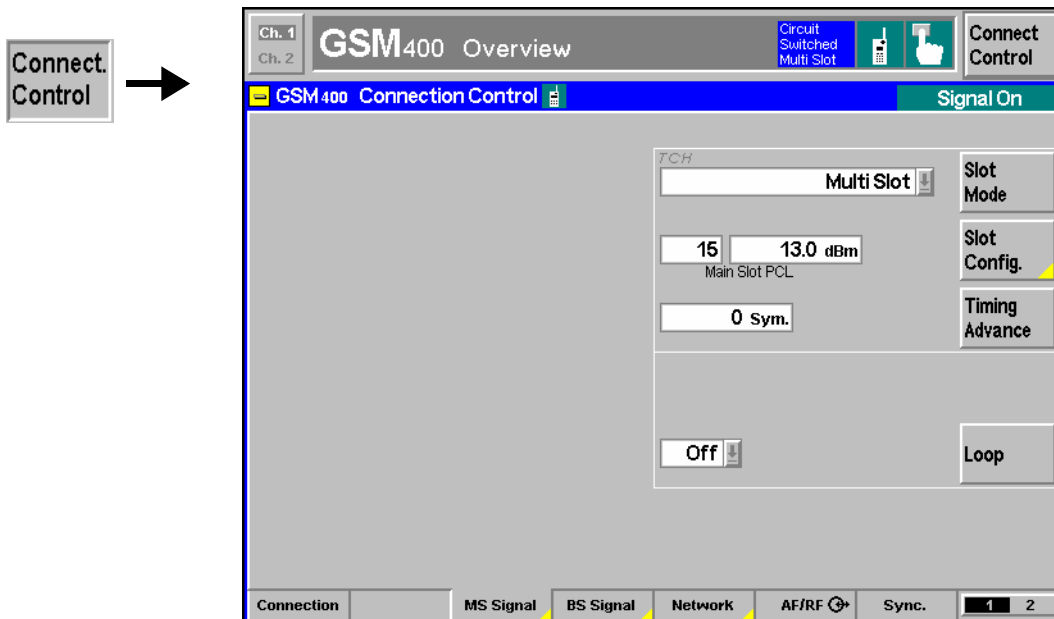 Connect.
Control
Ch. 1
Ch. 2
GSM400 Overview
Circuit
Switched
Multi Slot
Connect
Control
GSM 400 Connection Control
Signal On
TCH
Multi Slot
Slot
Mode
15 13.0 dBm
Main Slot PCL
Slot
Config.
0 Sym.
Timing
Advance
Off
Loop
Connection MS Signal BS Signal Network AF/RF Sync. 1 2